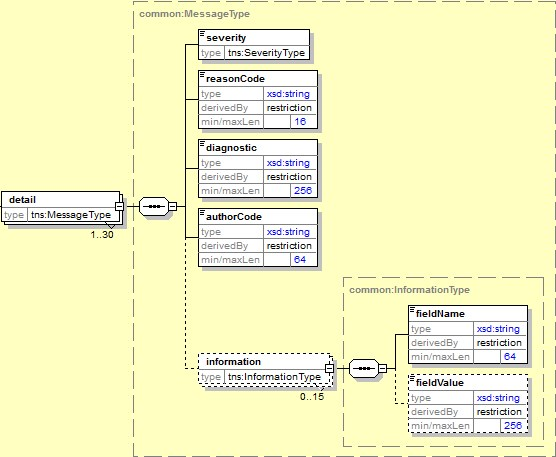 common:MessageType
severity
type tns:SeverityType
reasonCode
type xsd:string
derivedBy restriction
min/maxLen 16
diagnostic
type xsd:string
derivedBy restriction
min/maxLen 256
detail
type tns:MessageType
1..30
authorCode
type xsd:string
derivedBy restriction
min/maxLen 64
common:InformationType
information
type tns:InformationType
0..15
fieldName
type xsd:string
derivedBy restriction
min/maxLen 64
fieldValue
type xsd:string
derivedBy restriction
min/maxLen 256